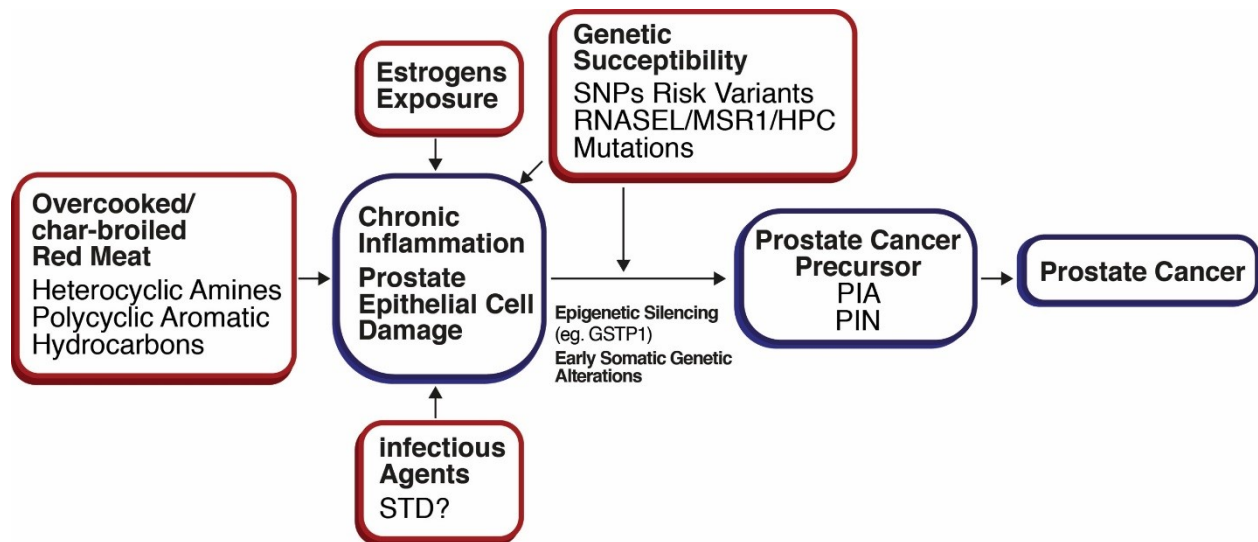 Estrogens
Exposure
Genetic
Succeptibility
SNPs Risk Variants
RNASEL/MSR1/HPC
Mutations
Overcooked/
char-broiled
Red Meat
Heterocyclic Amines
Polycyclic Aromatic
Hydrocarbons
Chronic
Inflammation
Prostate
Epithelial Cell
Damage
Epigenetic Silencing
(eg. GSTP1)
Early Somatic Genetic
Alterations
Prostate Cancer
Precursor
PIA
PIN
Prostate Cancer
infectious
Agents
STD?